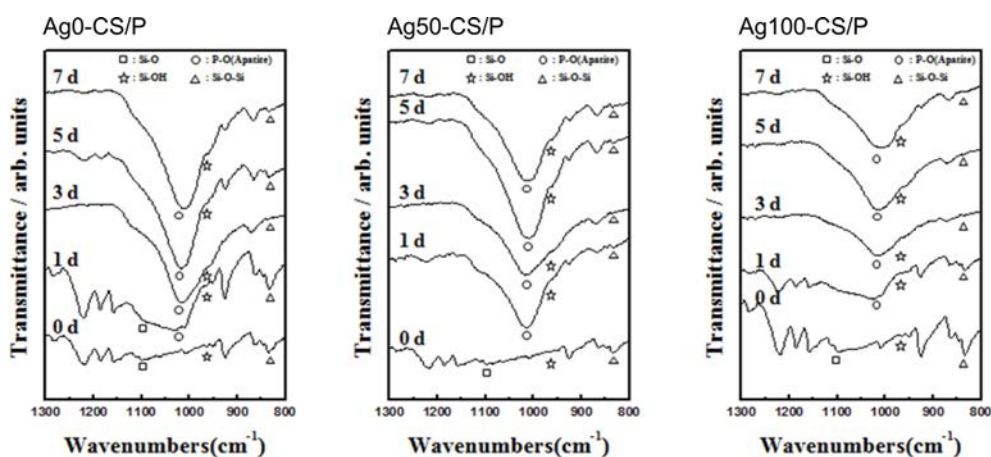 Ag0-CS/P
□ : Si-O ○ : P-O(Apatire)
☆ : Si-OH △ : Si-O-Si
7 d
5 d
3 d
1 d
0 d
Transmittance / arb. units
1300 1200 1100 1000 900 800
Wavenumbers(cm⁻¹)
Ag50-CS/P
□ : Si-O ○ : P-O(Apatire)
☆ : Si-OH △ : Si-O-Si
7 d
5 d
3 d
1 d
0 d
Transmittance / arb. units
1300 1200 1100 1000 900 800
Wavenumbers(cm⁻¹)
Ag100-CS/P
□ : Si-O ○ : P-O(Apatire)
☆ : Si-OH △ : Si-O-Si
7 d
5 d
3 d
1 d
0 d
Transmittance / arb. units
1300 1200 1100 1000 900 800
Wavenumbers(cm⁻¹)